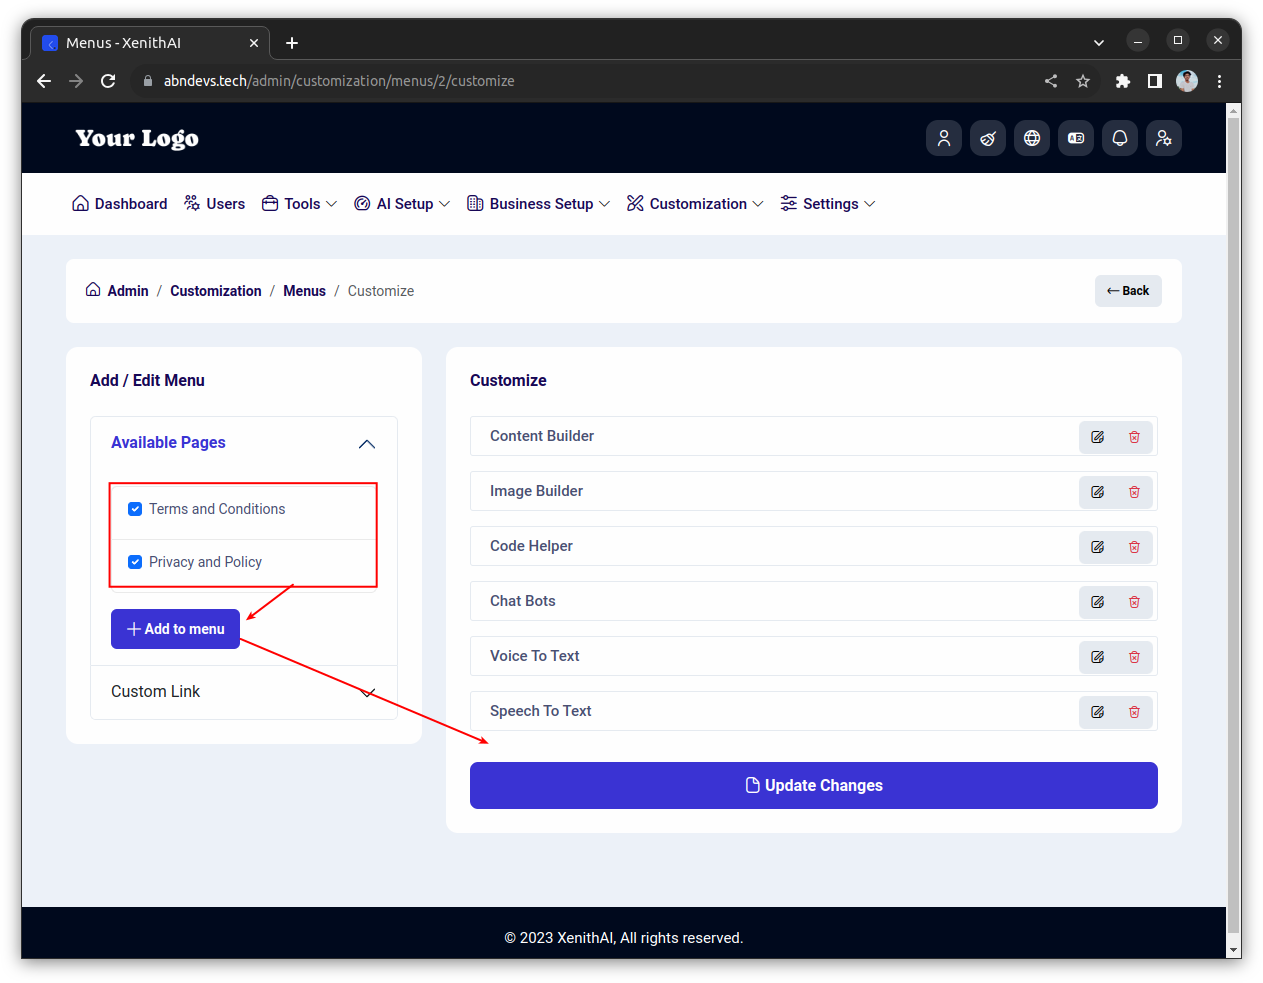 Menus - XenithAI
abndevs.tech/admin/customization/menus/2/customize
Your Logo
Dashboard Users Tools AI Setup Business Setup Customization Settings
Admin / Customization / Menus / Customize
Back
Add / Edit Menu
Available Pages
Terms and Conditions
Privacy and Policy
Add to menu
Custom Link
Customize
Content Builder
Image Builder
Code Helper
Chat Bots
Voice To Text
Speech To Text
Update Changes
© 2023 XenithAI, All rights reserved.